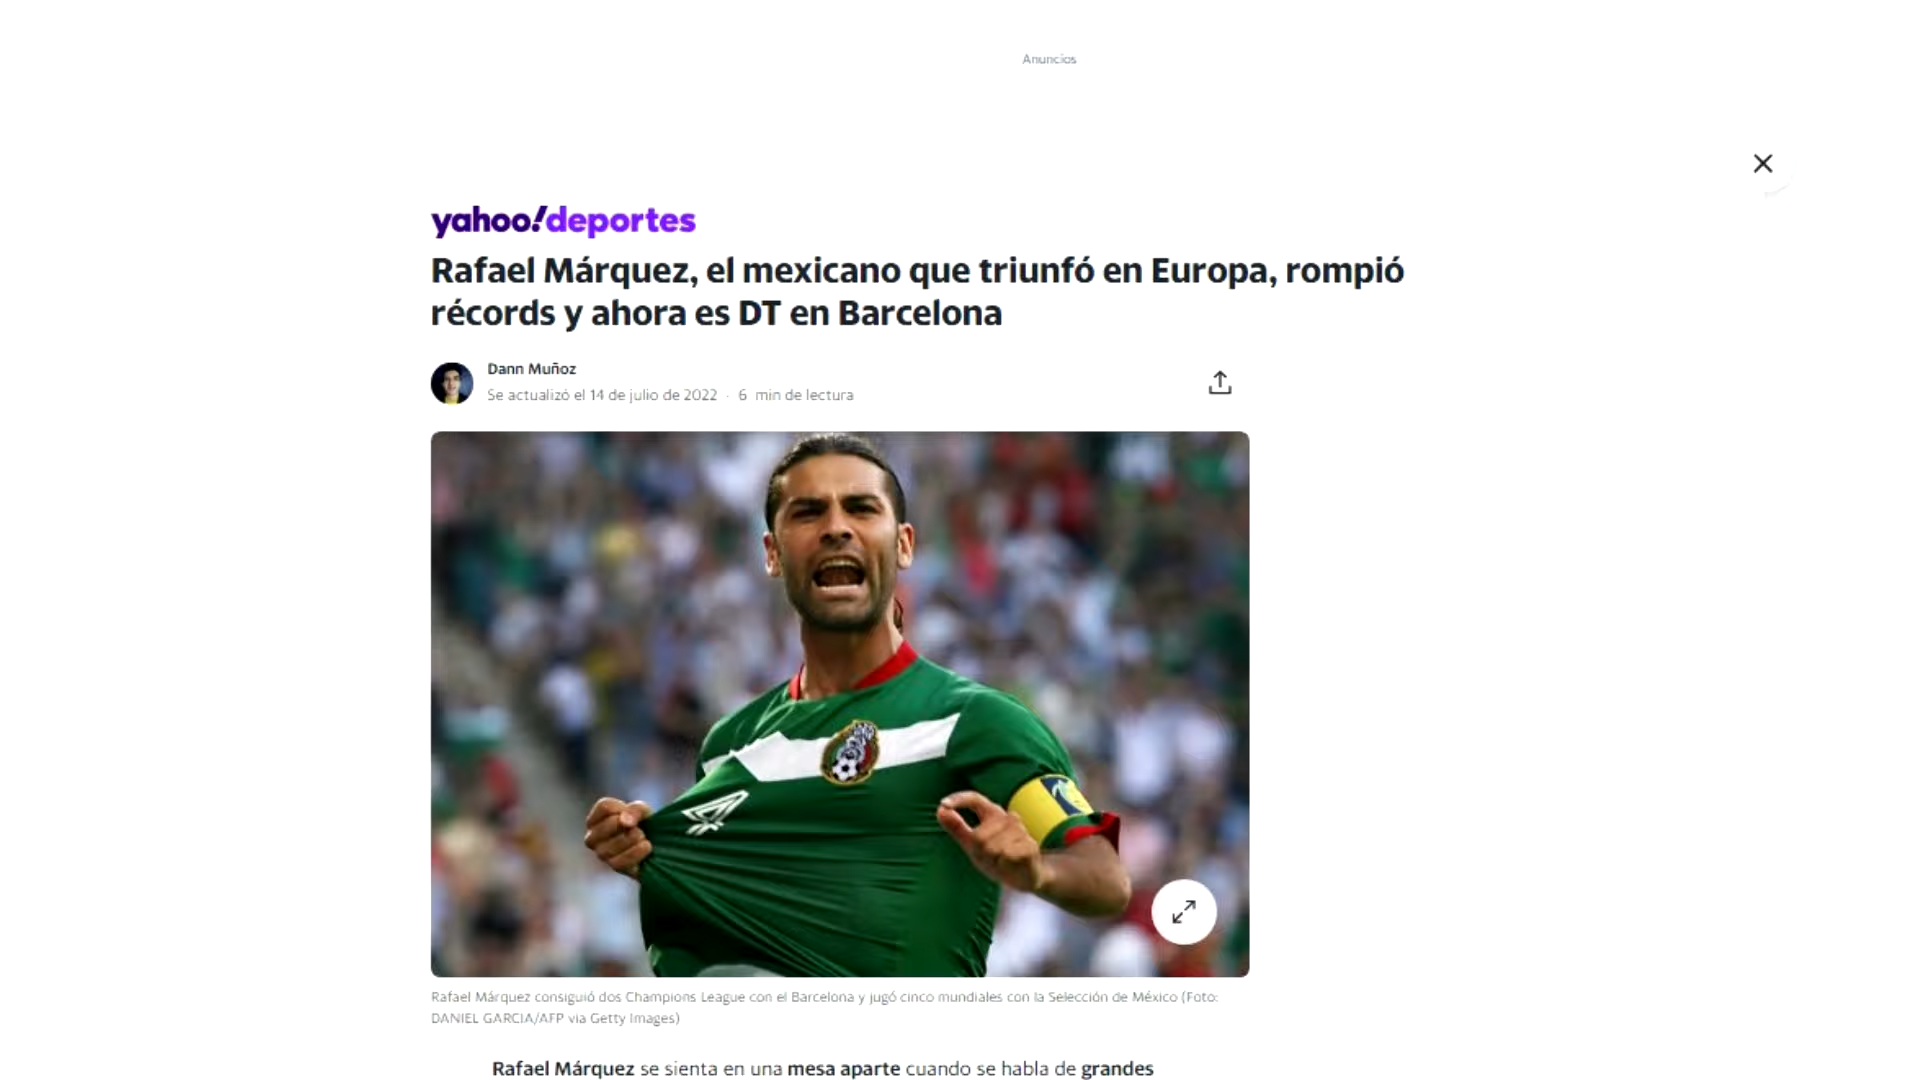 Anuncios
yahoo!deportes
Rafael Márquez, el mexicano que triunfó en Europa, rompió
récords y ahora es DT en Barcelona
Dann Muñoz
Se actualizó el 14 de julio de 2022 · 6 min de lectura
Rafael Márquez consiguió dos Champions League con el Barcelona y jugó cinco mundiales con la Selección de México (Foto:
DANIEL GARCIA/AFP via Getty Images)
Rafael Márquez se sienta en una mesa aparte cuando se habla de grandes